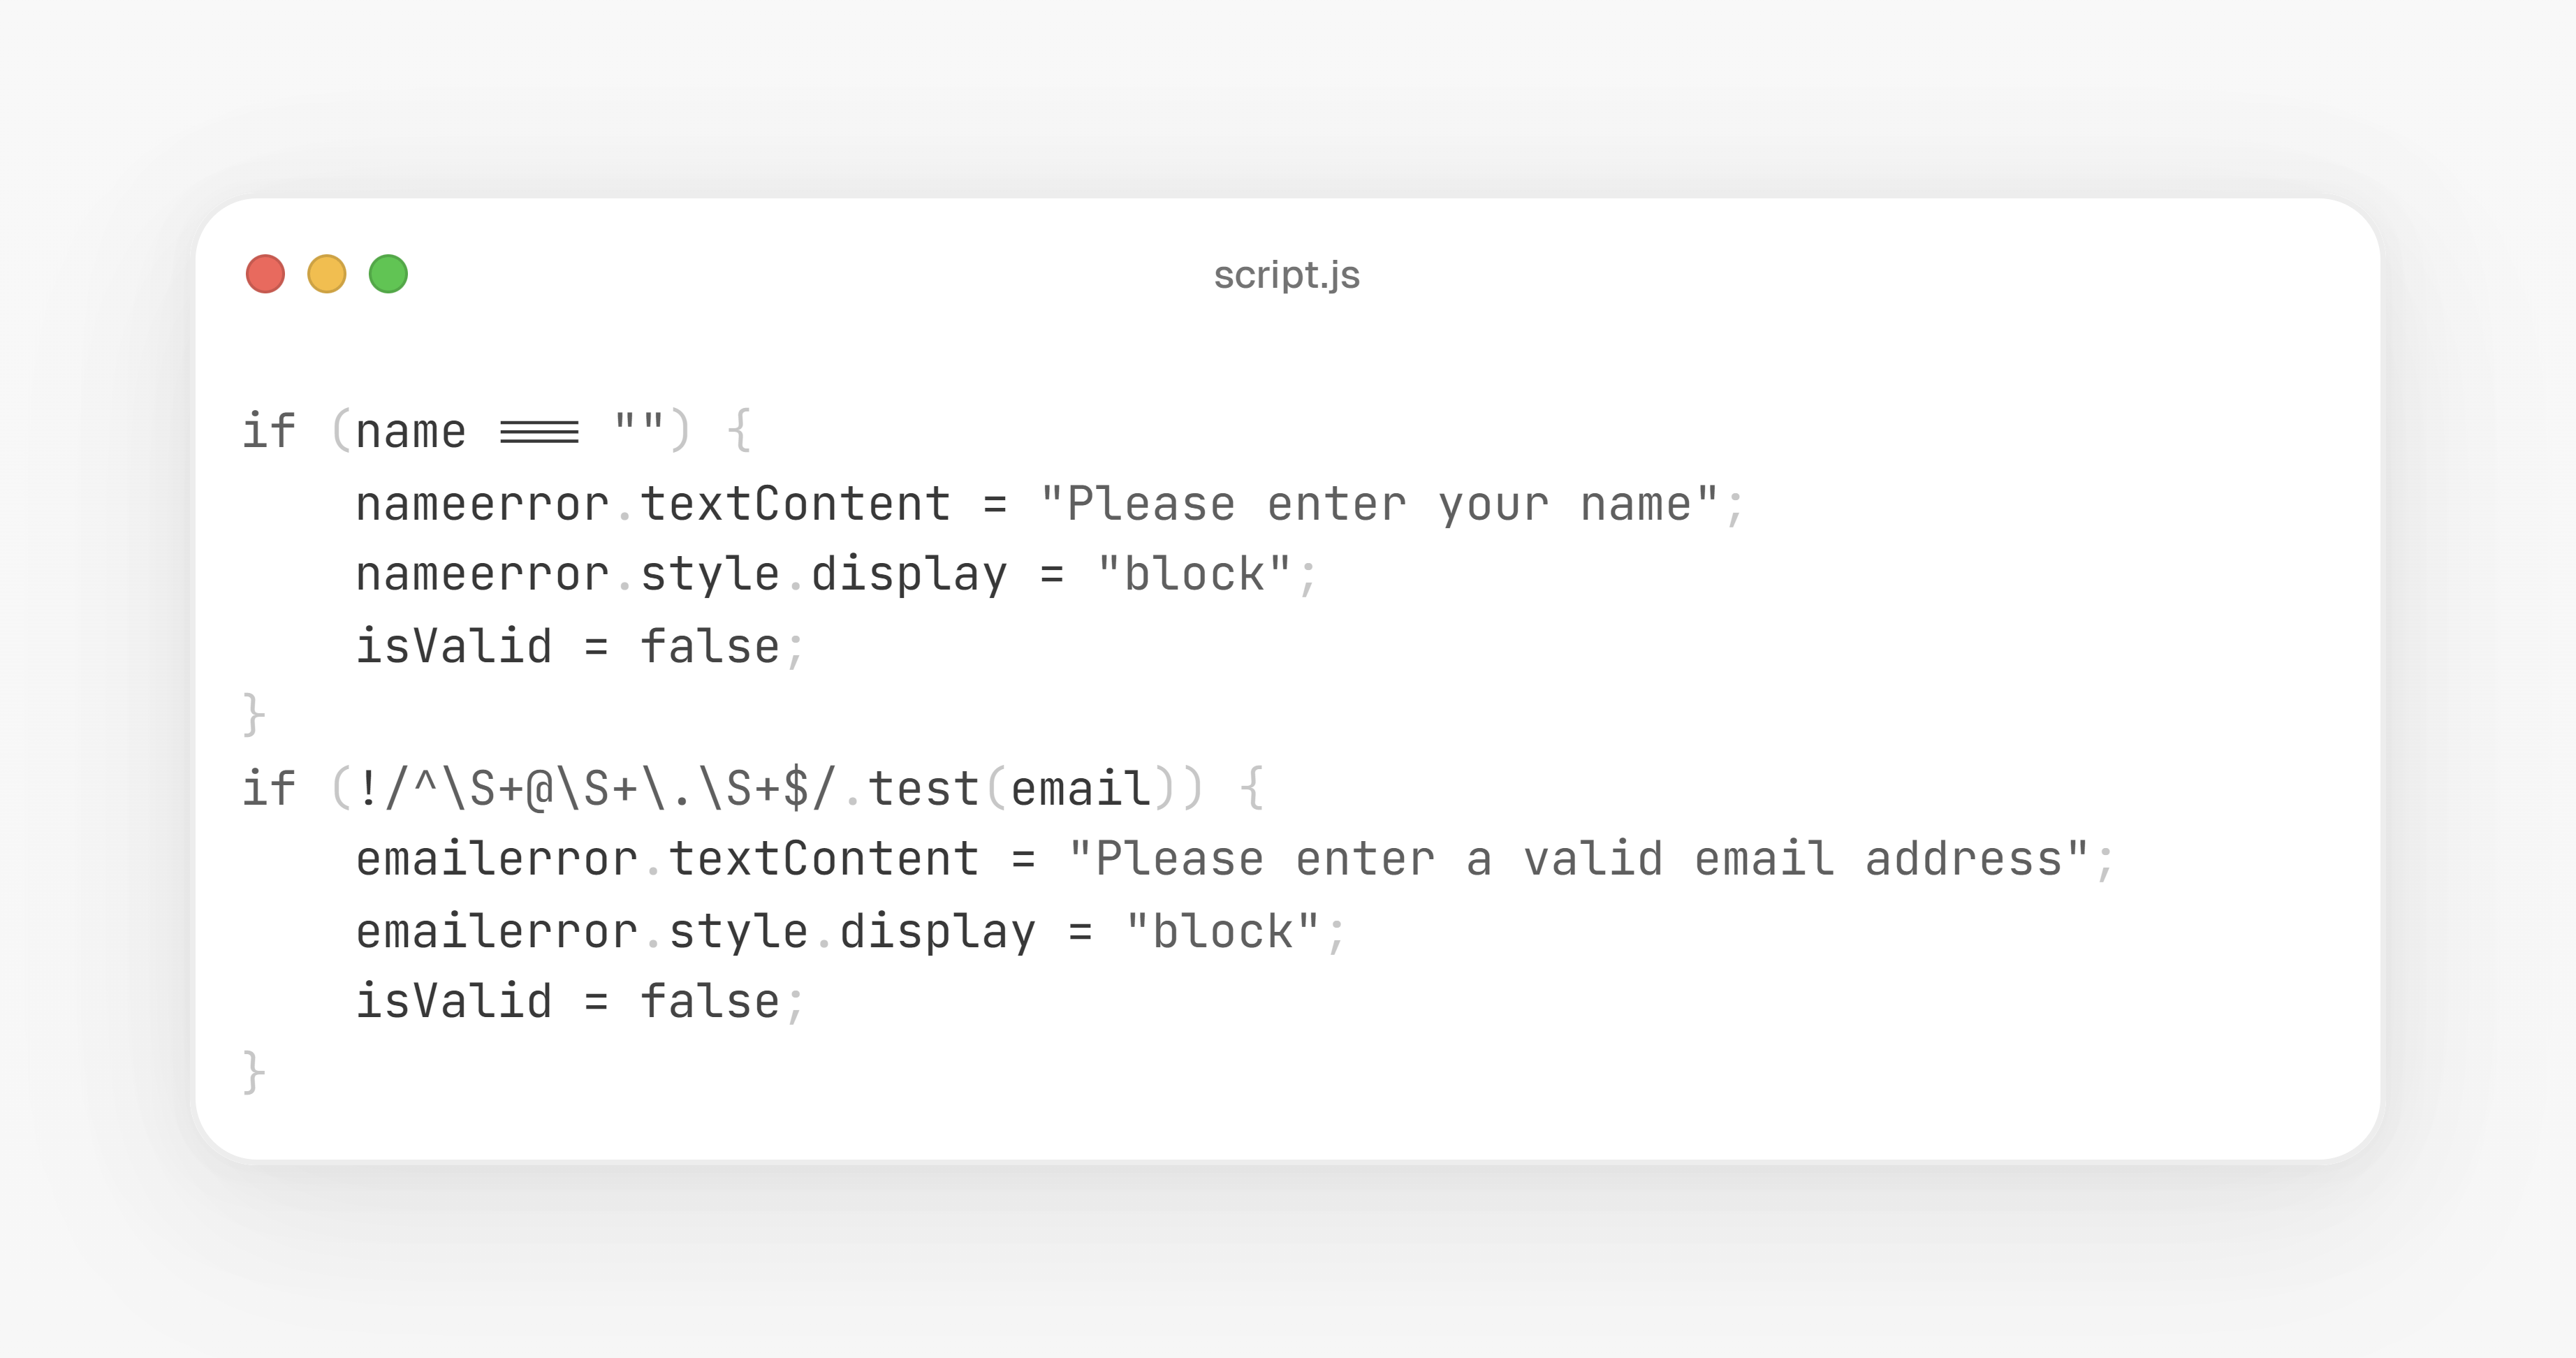 script.js
if (name === "") {
    nameerror.textContent = "Please enter your name";
    nameerror.style.display = "block";
    isValid = false;
}
if (!/^\S+@\S+\.\S+$/.test(email)) {
    emailerror.textContent = "Please enter a valid email address";
    emailerror.style.display = "block";
    isValid = false;
}